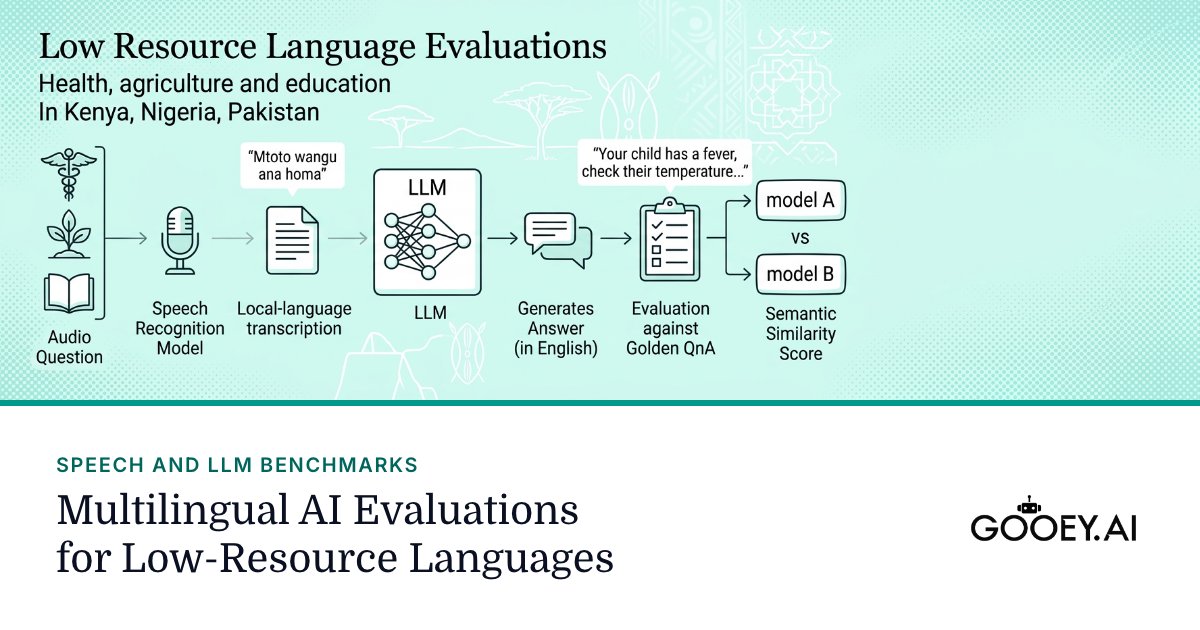 Low Resource Language Evaluations
Health, agriculture and education
In Kenya, Nigeria, Pakistan
Audio
Question
Speech
Recognition
Model
“Mtoto wangu
ana homa”
Local-language
transcription
LLM
LLM
Generates
Answer
(in English)
“Your child has a fever,
check their temperature...”
Evaluation
against
Golden QnA
model A
vs
model B
Semantic
Similarity
Score
SPEECH AND LLM BENCHMARKS
Multilingual AI Evaluations
for Low-Resource Languages
GOOEY.AI